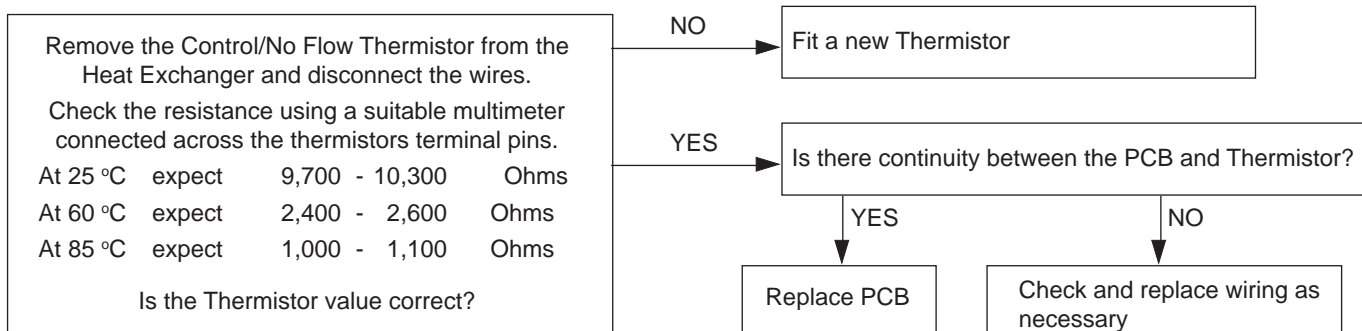 Remove the Control/No Flow Thermistor from the
Heat Exchanger and disconnect the wires.
Check the resistance using a suitable multimeter
connected across the thermistors terminal pins.
At 25 °C expect 9,700 - 10,300 Ohms
At 60 °C expect 2,400 - 2,600 Ohms
At 85 °C expect 1,000 - 1,100 Ohms
Is the Thermistor value correct?
NO
Fit a new Thermistor
YES
Is there continuity between the PCB and Thermistor?
YES
NO
Replace PCB
Check and replace wiring as
necessary